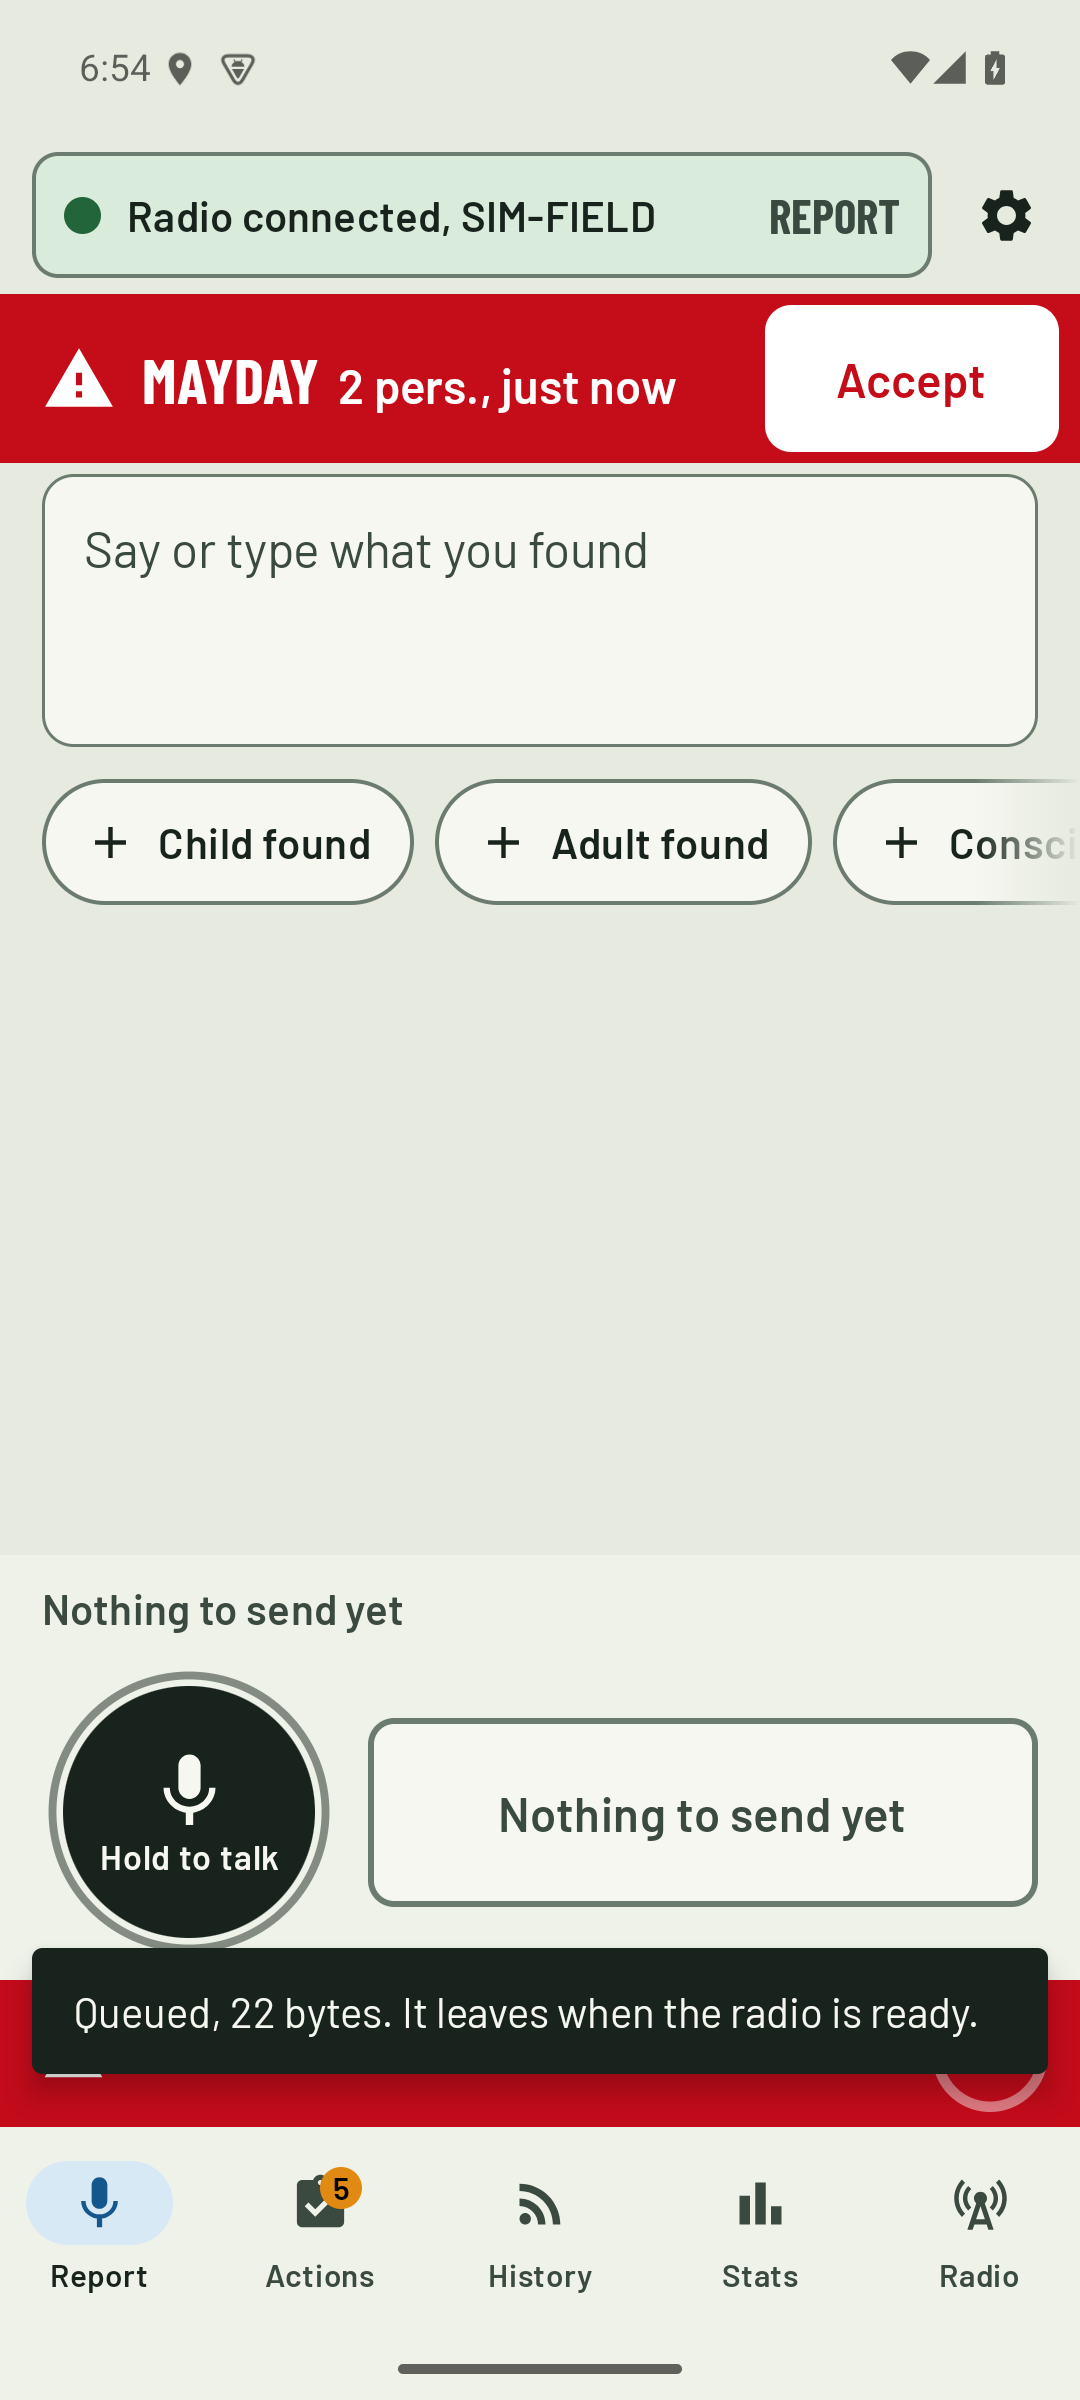 6:54
Radio connected, SIM-FIELD REPORT
MAYDAY 2 pers., just now Accept
Say or type what you found
Child found Adult found Consci
Nothing to send yet
Hold to talk
Nothing to send yet
Queued, 22 bytes. It leaves when the radio is ready.
5
Report Actions History Stats Radio